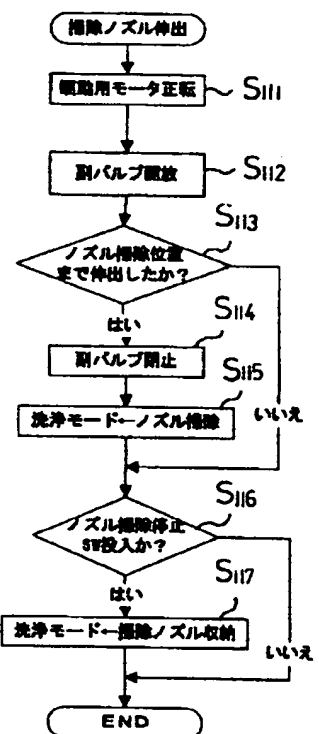 掃除ノズル伸出
駆動用モータ正転
S111
副バルブ開放
S112
S113
ノズル掃除位置
まで伸出したか？
はい
S114
副バルブ閉止
S115
洗浄モード←ノズル掃除
いいえ
S116
ノズル掃除停止
SW投入か？
はい
S117
洗浄モード←掃除ノズル収納
いいえ
END